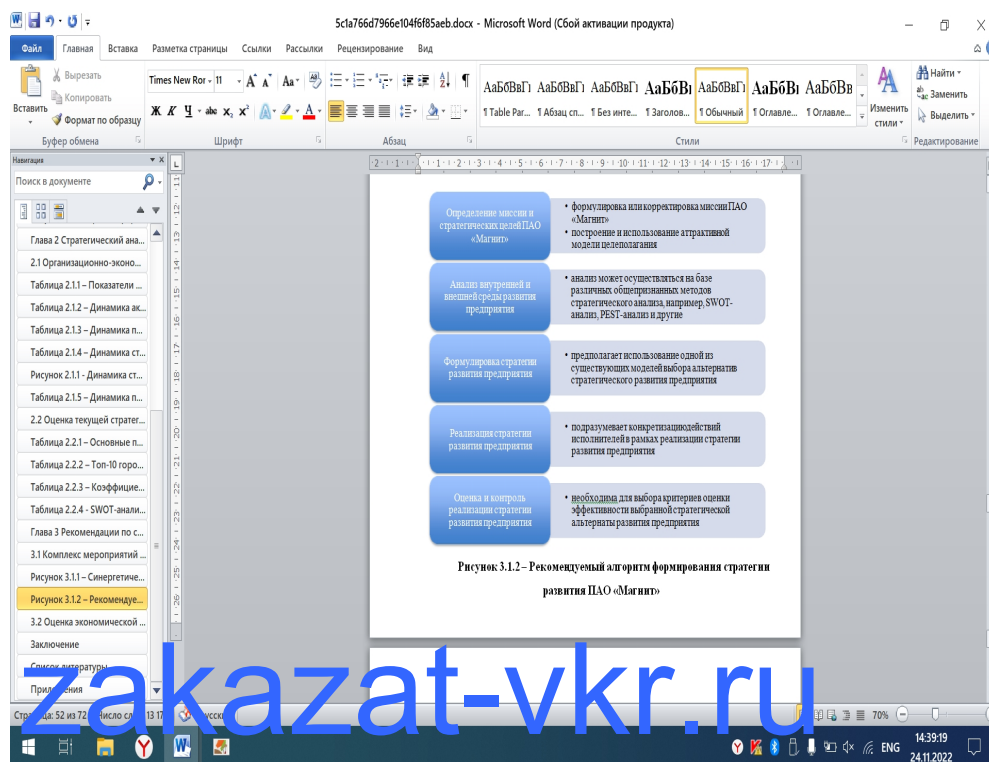 5c1a766d7966e104f6f85aeb.docx - Microsoft Word (Сбой активации продукта)
Файл Главная Вставка Разметка страницы Ссылки Рассылки Рецензирование Вид
Вставить
Вырезать
Копировать
Формат по образцу
Буфер обмена
Times New Ror 11
Ж К Ч abc x₂ x²
Шрифт
Абзац
АаБбВвГг АаБбВвГг АаБбВвГг АаБбВ АаБбВвГг АаБбВ АаБбВв
¶ Table Par... ¶ Абзац сп... ¶ Без инте... ¶ Заголов... ¶ Обычный ¶ Оглавле... ¶ Оглавле...
Стили
Изменить стили
Найти
Заменить
Выделить
Редактирование
Навигация
Поиск в документе
Глава 2 Стратегический ана...
2.1 Организационно-эконо...
Таблица 2.1.1 – Показатели ...
Таблица 2.1.2 – Динамика ак...
Таблица 2.1.3 – Динамика п...
Таблица 2.1.4 – Динамика ст...
Рисунок 2.1.1 - Динамика ст...
Таблица 2.1.5 – Динамика п...
2.2 Оценка текущей стратег...
Таблица 2.2.1 – Основные п...
Таблица 2.2.2 – Топ-10 горо...
Таблица 2.2.3 – Коэффицие...
Таблица 2.2.4 - SWOT-анали...
Глава 3 Рекомендации по с...
3.1 Комплекс мероприятий ...
Рисунок 3.1.1 – Синергетиче...
Рисунок 3.1.2 – Рекомендуе...
3.2 Оценка экономической ...
Заключение
Список литературы
Приложения
Определение миссии и
стратегических целей ПАО
«Магнит»
• формулировка или корректировка миссии ПАО
«Магнит»
• построение и использование аттрактивной
модели целеполагания
Анализ внутренней и
внешней среды развития
предприятия
• анализ может осуществляться на базе
различных общепризнанных методов
стратегического анализа, например, SWOT-
анализ, PEST-анализ и другие
Формулировка стратегии
развития предприятия
• предполагает использование одной из
существующих моделей выбора альтернатив
стратегического развития предприятия
Реализация стратегии
развития предприятия
• подразумевает конкретизациюдействий
исполнителей в рамках реализации стратегии
развития предприятия
Оценка и контроль
реализации стратегии
развития предприятия
• необходима для выбора критериев оценки
эффективности выбранной стратегической
альтернаты развития предприятия
Рисунок 3.1.2 – Рекомендуемый алгоритм формирования стратегии
развития ПАО «Магнит»
zakazat-vkr.ru
Страница: 52 из 72
70%
ENG
14:39:19
24.11.2022